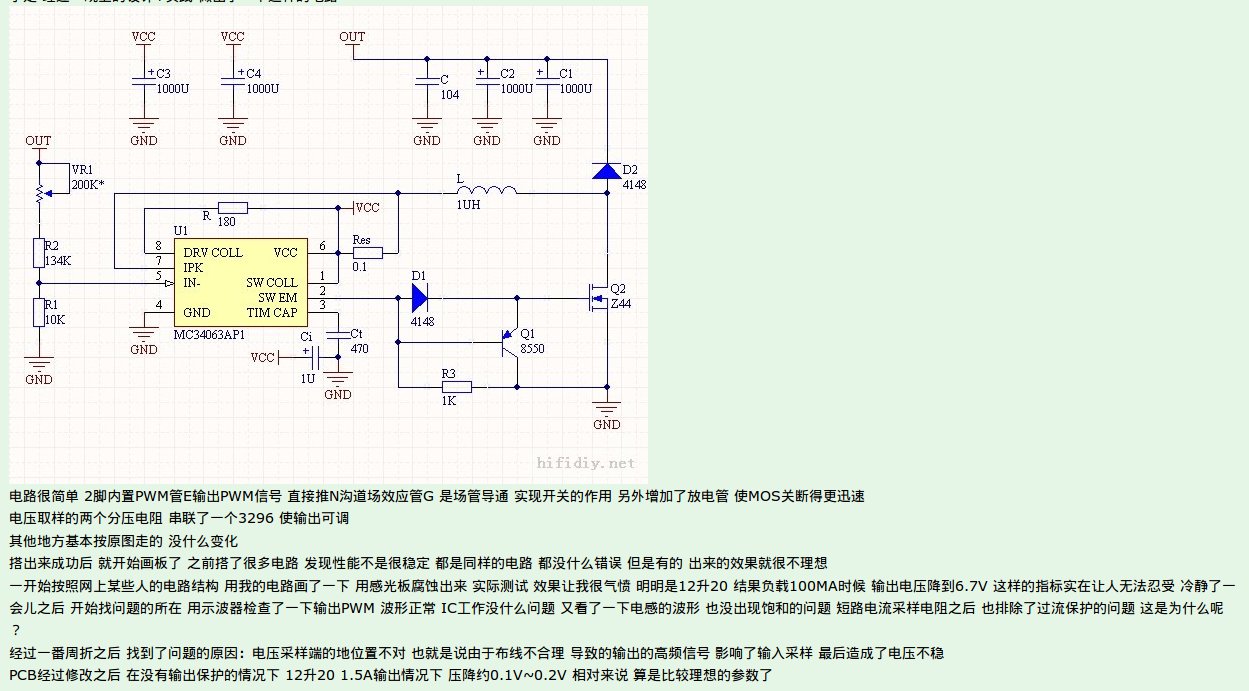 VCC
VCC
OUT
C3
1000U
C4
1000U
C
104
C2
1000U
C1
1000U
GND
GND
GND
GND
GND
OUT
VR1
200K*
D2
4148
L
1UH
R
180
VCC
U1
Res
0.1
8 DRV COLL VCC 6
7 IPK
5 IN- SW COLL 1
SW EM 2
4 GND TIM CAP 3
MC34063AP1
R2
134K
R1
10K
GND
GND
D1
4148
Q2
Z44
Q1
8550
Ci
1U
VCC
Ct
470
GND
R3
1K
GND
hifidiy.net
电路很简单 2脚内置PWM管E输出PWM信号 直接推N沟道场效应管G 是场管导通 实现开关的作用 另外增加了放电管 使MOS关断得更迅速
电压取样的两个分压电阻 串联了一个3296 使输出可调
其他地方基本按原图走的 没什么变化
搭出来成功后 就开始画板了 之前搭了很多电路 发现性能不是很稳定 都是同样的电路 都没什么错误 但是有的 出来的效果就很不理想
一开始按照网上某些人的电路结构 用我的电路画了一下 用感光板腐蚀出来 实际测试 效果让我很气愤 明明是12升20 结果负载100MA时候 输出电压降到6.7V 这样的指标实在让人无法忍受 冷静了一
会儿之后 开始找问题的所在 用示波器检查了一下输出PWM 波形正常 IC工作没什么问题 又看了一下电感的波形 也没出现饱和的问题 短路电流采样电阻之后 也排除了过流保护的问题 这是为什么呢
？
经过一番周折之后 找到了问题的原因：电压采样端的地位置不对 也就是说由于布线不合理 导致的输出的高频信号 影响了输入采样 最后造成了电压不稳
PCB经过修改之后 在没有输出保护的情况下 12升20 1.5A输出情况下 压降约0.1V~0.2V 相对来说 算是比较理想的参数了